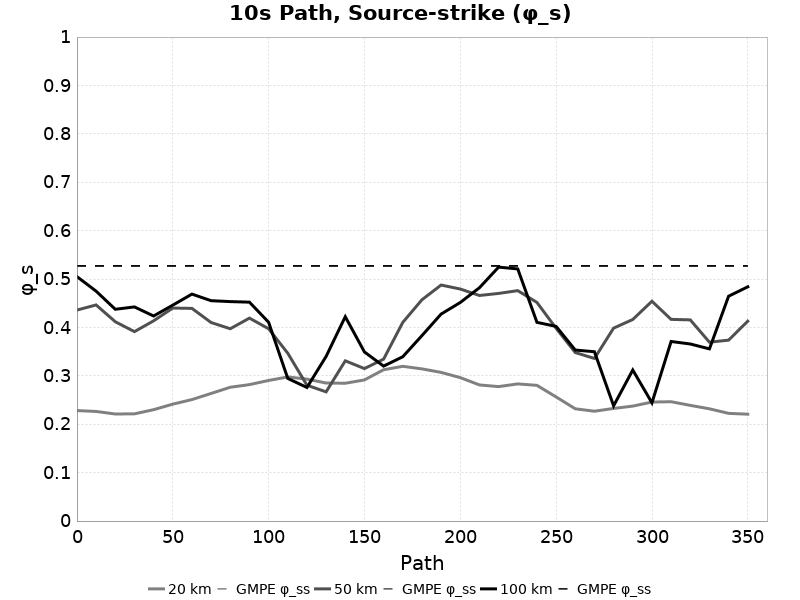 10s Path, Source-strike (φ_s)
1
0.9
0.8
0.7
0.6
0.5
0.4
0.3
0.2
0.1
0
φ_s
0 50 100 150 200 250 300 350
Path
20 km GMPE φ_ss 50 km GMPE φ_ss 100 km GMPE φ_ss